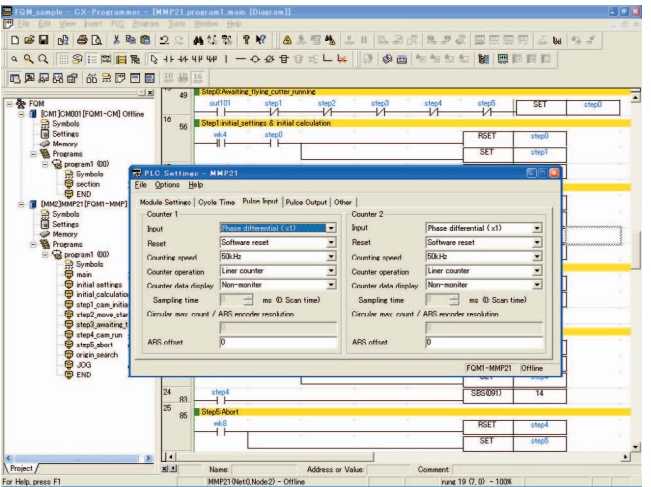 FQM_sample - CX-Programmer - [MMP21.program1.main [Diagram]]
File Edit View Insert PLC Program Tools Window Help
FQM
[CM1]CM001[FQM1-CM] Offline
Symbols
Settings
Memory
Programs
program1 (00)
Symbols
section
END
[MM2]MMP21[FQM1-MMP]
Symbols
Settings
Memory
Programs
program1 (00)
Symbols
main
initial settings
initial_calculatio
step1_cam_initia
step2_move_star
step3_awaiting_t
step4_cam_run
step5_abort
origin_search
JOG
END
Project
49
Step0:Awaiting_flying_cutter_running
out101 step1 step2 step3 step4 step5 SET step0
16
56
Step1:initial_settings & initial calculation
wk4 step0 RSET step0
SET step1
PLC Settings - MMP21
File Options Help
Module Settings Cycle Time Pulse Input Pulse Output Other
Counter 1 Counter 2
Input Phase differential (x1) Input Phase differential (x1)
Reset Software reset Reset Software reset
Counting speed 50kHz Counting speed 50kHz
Counter operation Liner counter Counter operation Liner counter
Counter data display Non-moniter Counter data display Non-moniter
Sampling time ms (0: Scan time) Sampling time ms (0: Scan time)
Circular max. count / ABS encoder resolution Circular max. count / ABS encoder resolution
ABS offset 0 ABS offset 0
FQM1-MMP21 Offline
24
83
step4 SBS(091) 14
25
85
Step5:Abort
wk8 RSET step4
SET step5
Name: Address or Value: Comment:
For Help, press F1 MMP21(Net:0,Node:2) - Offline rung 19 (7, 0) - 100%